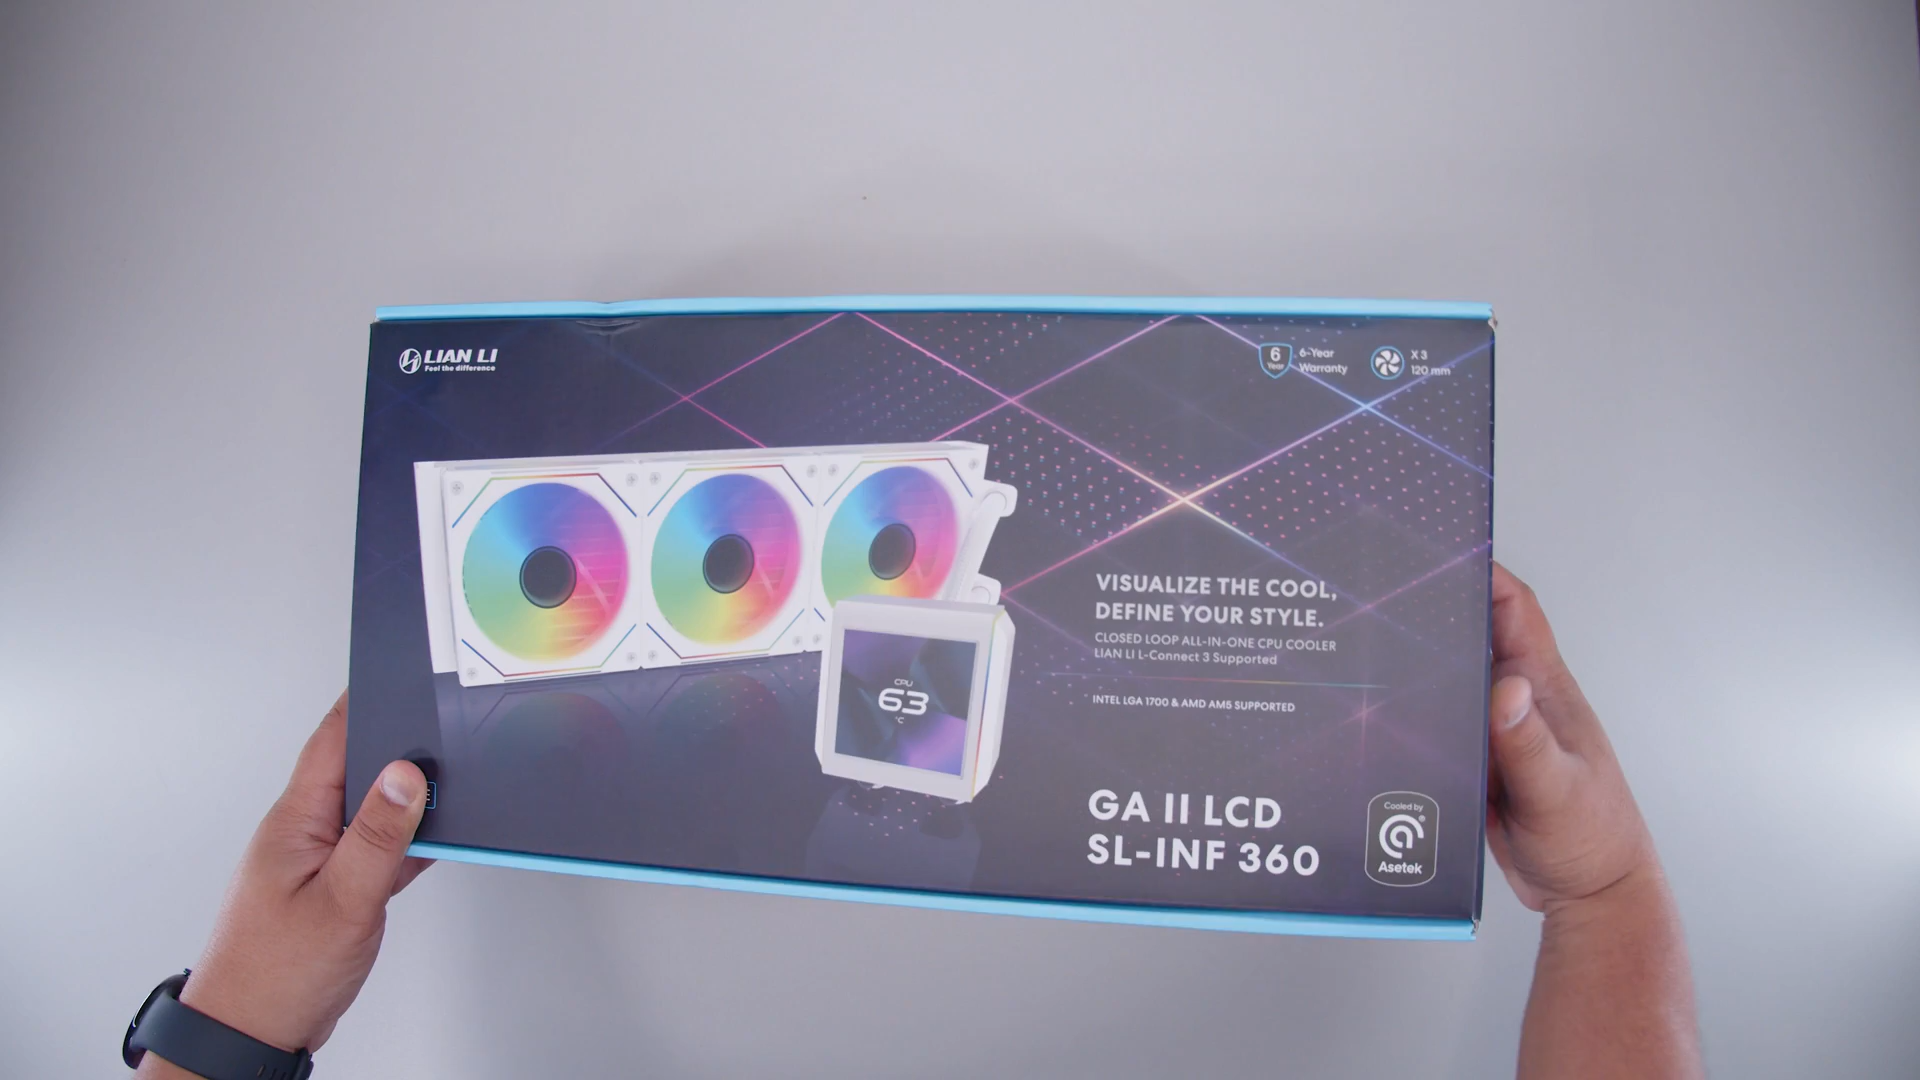 LIAN LI
Feel the difference
6
Year
6-Year
Warranty
X 3
120 mm
VISUALIZE THE COOL,
DEFINE YOUR STYLE.
CLOSED LOOP ALL-IN-ONE CPU COOLER
LIAN LI L-Connect 3 Supported
CPU
63
°C
INTEL LGA 1700 & AMD AM5 SUPPORTED
GA II LCD
SL-INF 360
Cooled by
Asetek